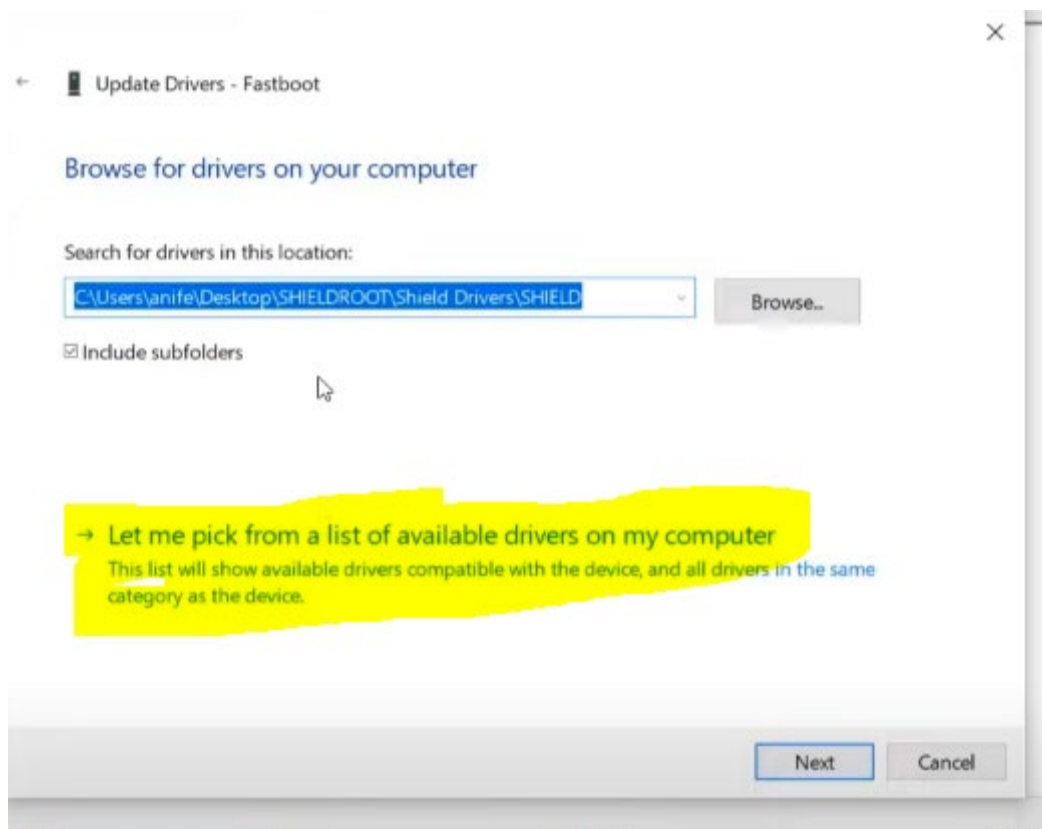 Update Drivers - Fastboot
Browse for drivers on your computer
Search for drivers in this location:
C:\Users\anife\Desktop\SHIELDROOT\Shield Drivers\SHIELD
Browse..
Include subfolders
Let me pick from a list of available drivers on my computer
This list will show available drivers compatible with the device, and all drivers in the same
category as the device.
Next
Cancel